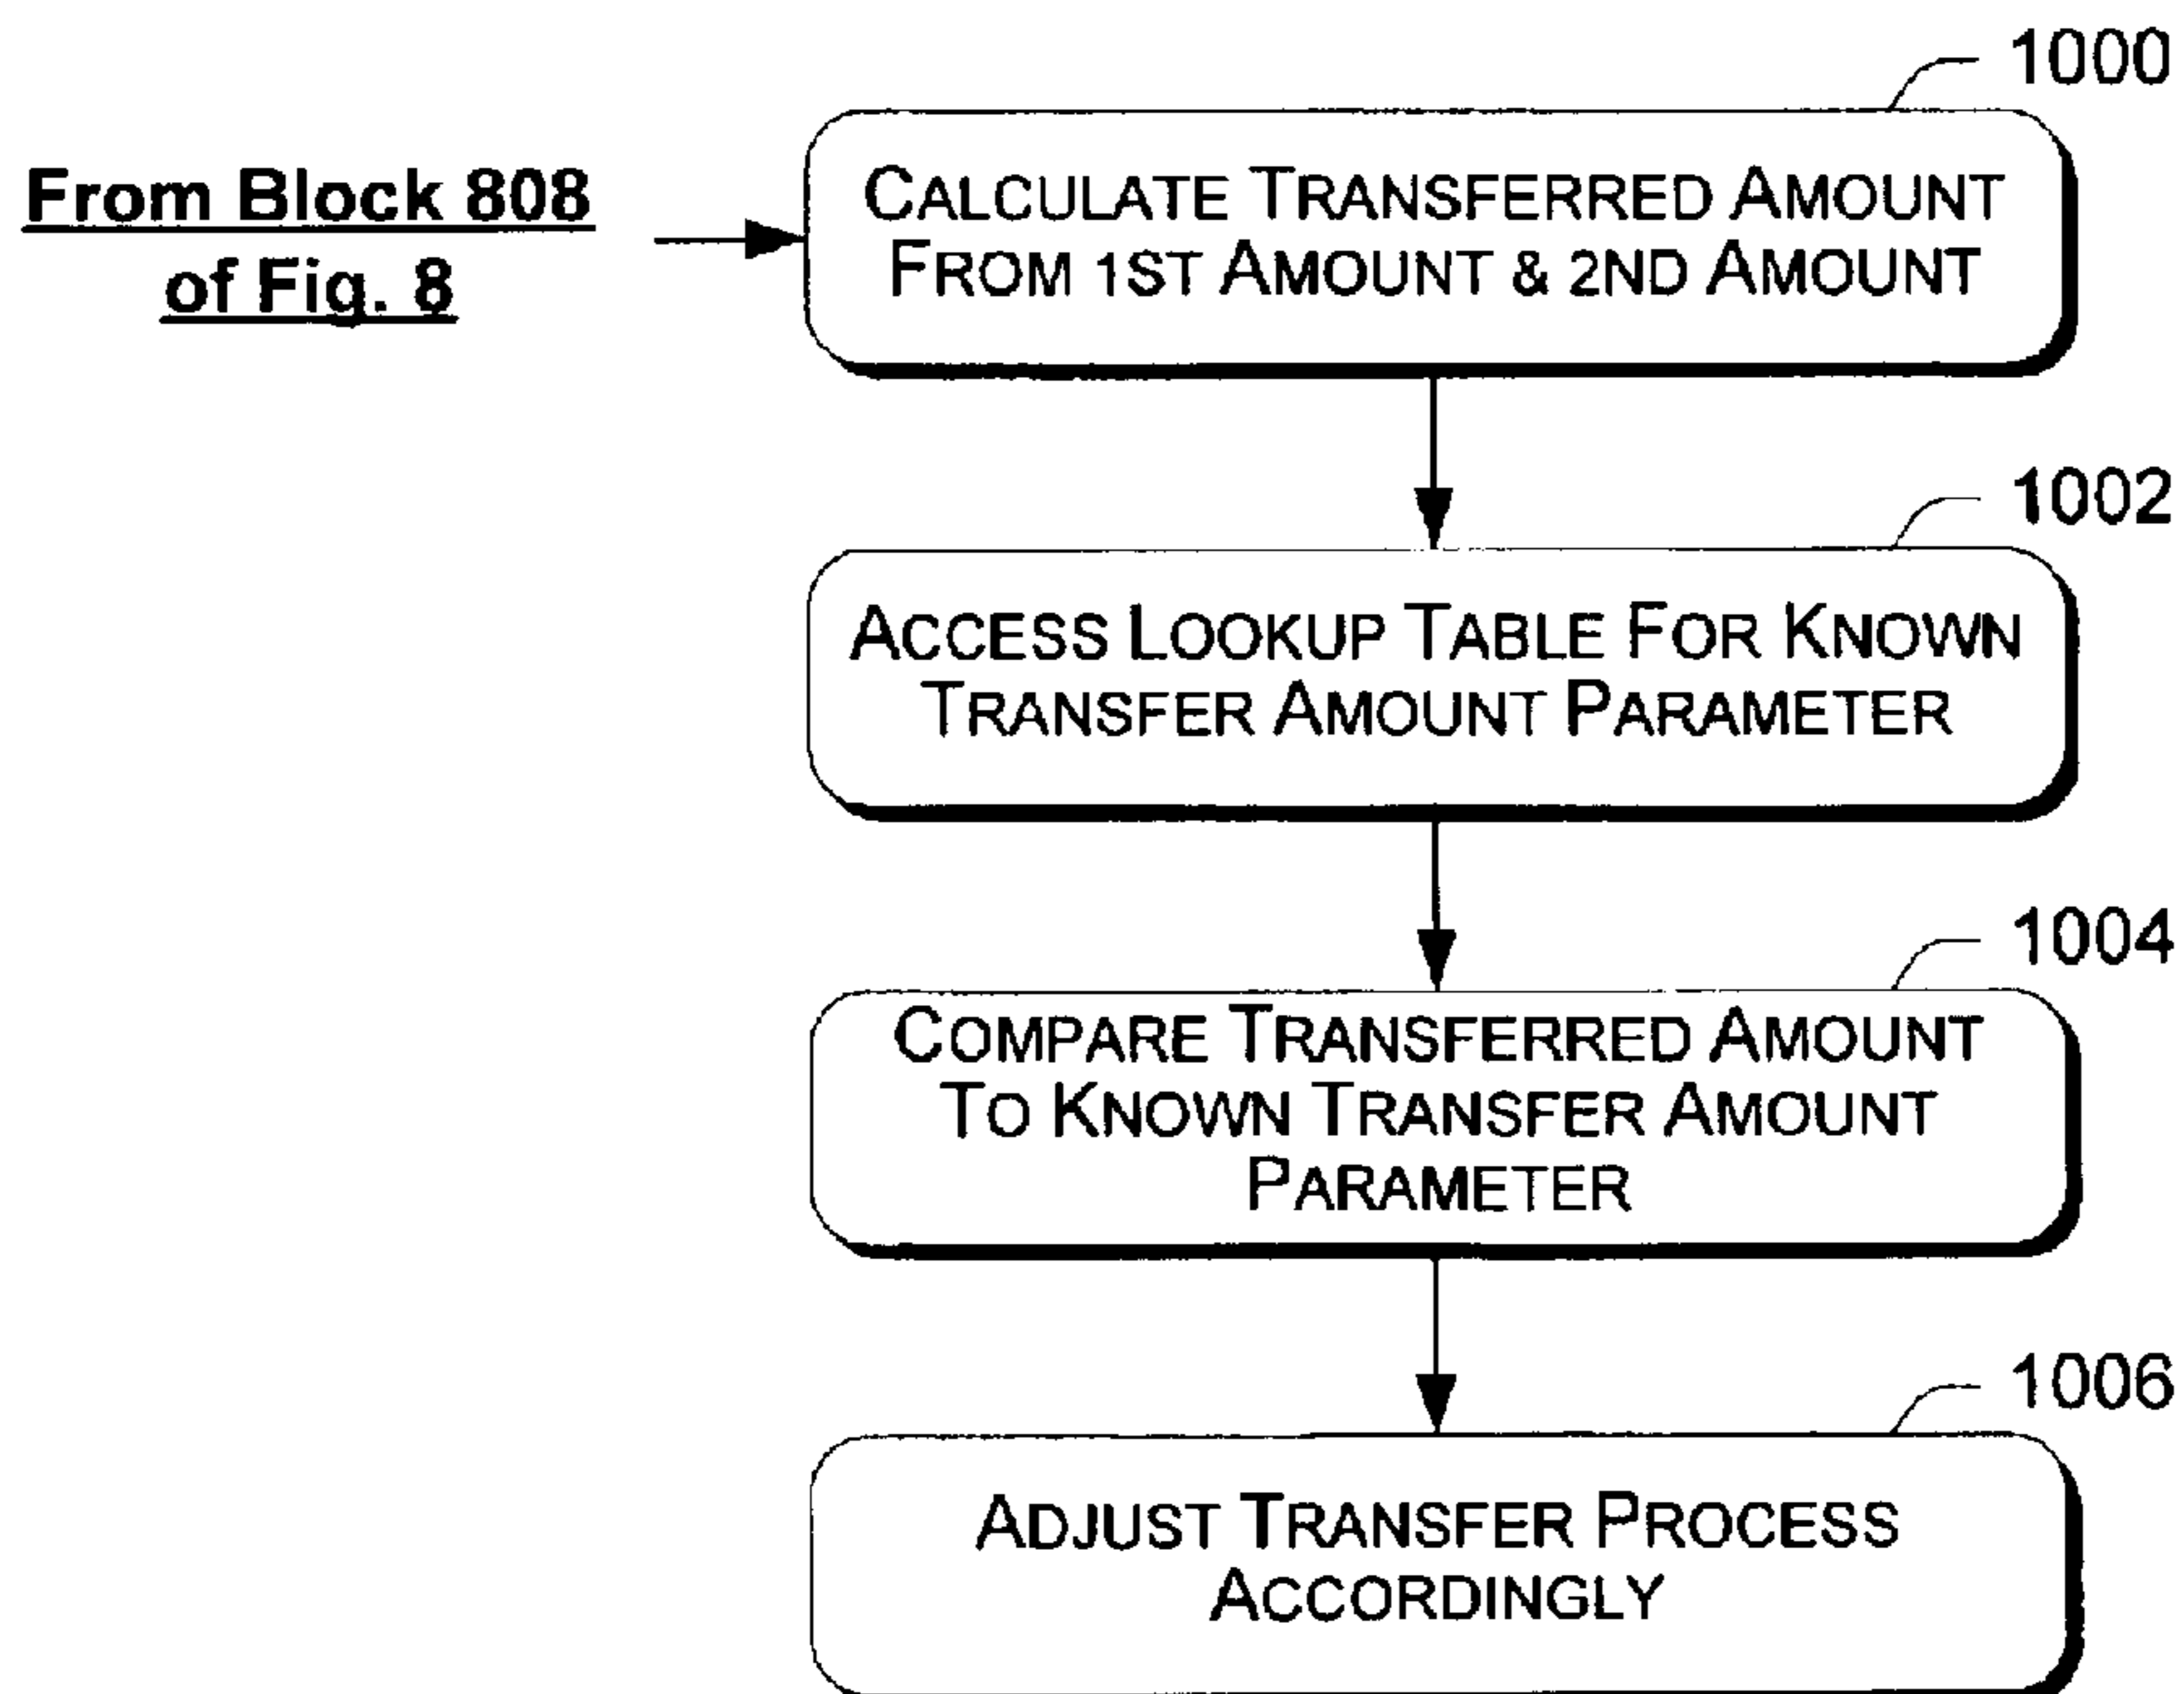 From Block 808
of Fig. 8
1000
CALCULATE TRANSFERRED AMOUNT
FROM 1ST AMOUNT & 2ND AMOUNT
1002
ACCESS LOOKUP TABLE FOR KNOWN
TRANSFER AMOUNT PARAMETER
1004
COMPARE TRANSFERRED AMOUNT
TO KNOWN TRANSFER AMOUNT
PARAMETER
1006
ADJUST TRANSFER PROCESS
ACCORDINGLY